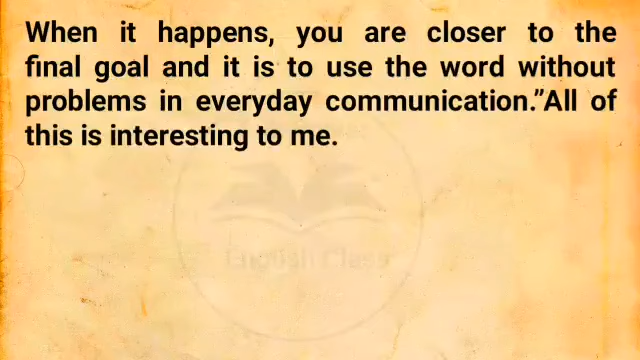 When it happens, you are closer to the
final goal and it is to use the word without
problems in everyday communication.”All of
this is interesting to me.
English Class